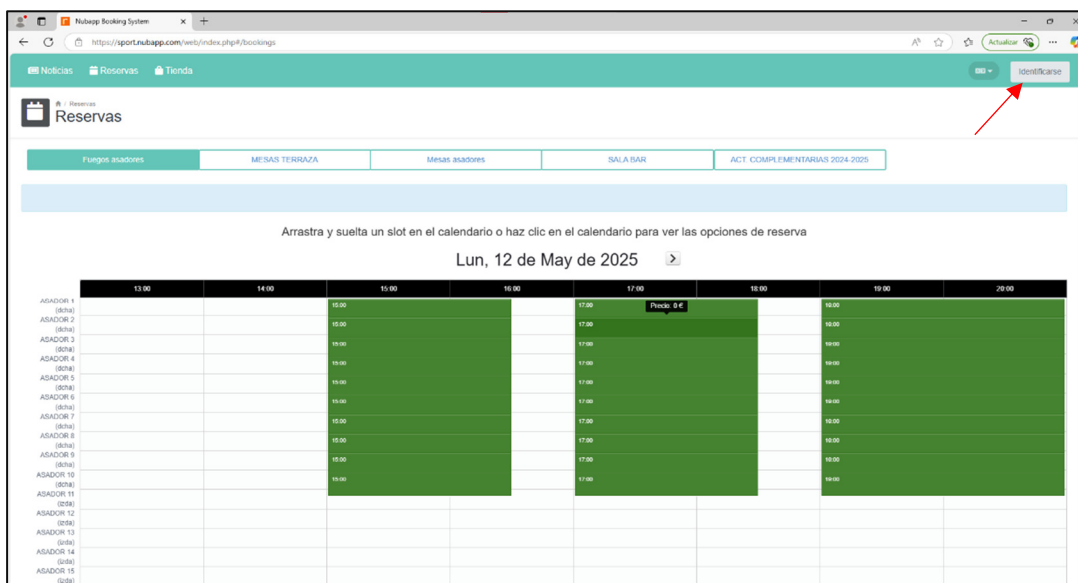 Nubapp Booking System
https://sport.nubapp.com/web/index.php#/bookings
Actualizar
Noticias Reservas Tienda
Identificarse
/ Reservas
Reservas
Fuegos asadores MESAS TERRAZA Mesas asadores SALA BAR ACT. COMPLEMENTARIAS 2024-2025
Arrastra y suelta un slot en el calendario o haz clic en el calendario para ver las opciones de reserva
Lun, 12 de May de 2025
13:00 14:00 15:00 16:00 17:00 18:00 19:00 20:00
ASADOR 1 15:00 17:00 Precio: 0 € 19:00
(dcha)
ASADOR 2 15:00 17:00 19:00
(dcha)
ASADOR 3 15:00 17:00 19:00
(dcha)
ASADOR 4 15:00 17:00 19:00
(dcha)
ASADOR 5 15:00 17:00 19:00
(dcha)
ASADOR 6 15:00 17:00 19:00
(dcha)
ASADOR 7 15:00 17:00 19:00
(dcha)
ASADOR 8 15:00 17:00 19:00
(dcha)
ASADOR 9 15:00 17:00 19:00
(dcha)
ASADOR 10 15:00 17:00 19:00
(dcha)
ASADOR 11
(izda)
ASADOR 12
(izda)
ASADOR 13
(izda)
ASADOR 14
(izda)
ASADOR 15
(izda)